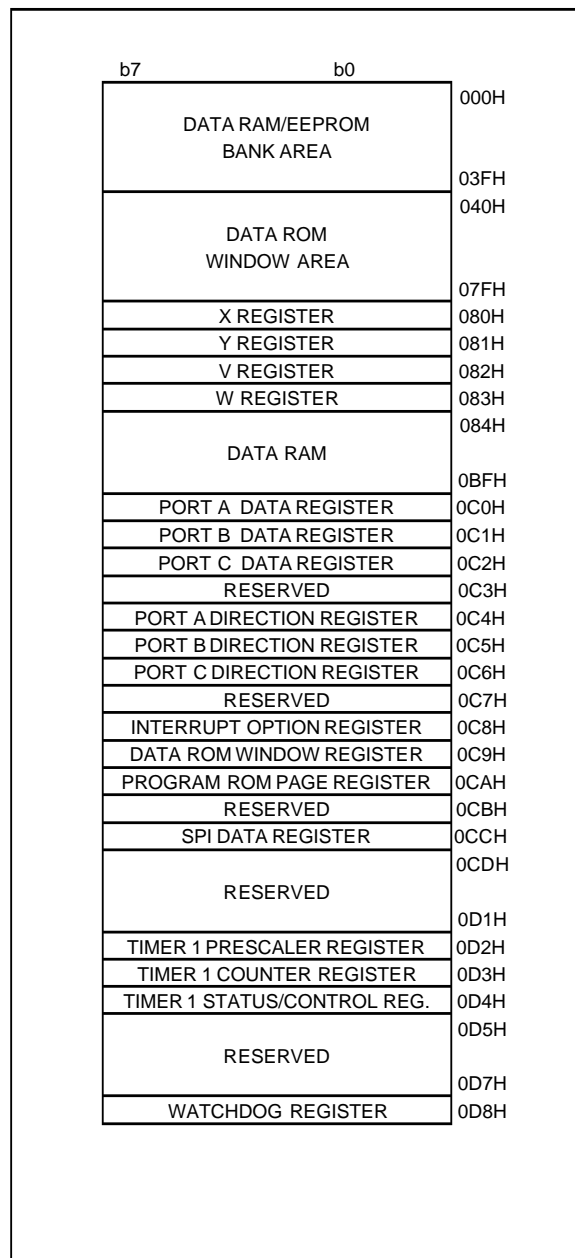 b7 b0
000H
DATA RAM/EEPROM
BANK AREA
03FH
040H
DATA ROM
WINDOW AREA
07FH
X REGISTER 080H
Y REGISTER 081H
V REGISTER 082H
W REGISTER 083H
084H
DATA RAM
0BFH
PORT A DATA REGISTER 0C0H
PORT B DATA REGISTER 0C1H
PORT C DATA REGISTER 0C2H
RESERVED 0C3H
PORT A DIRECTION REGISTER 0C4H
PORT B DIRECTION REGISTER 0C5H
PORT C DIRECTION REGISTER 0C6H
RESERVED 0C7H
INTERRUPT OPTION REGISTER 0C8H
DATA ROM WINDOW REGISTER 0C9H
PROGRAM ROM PAGE REGISTER 0CAH
RESERVED 0CBH
SPI DATA REGISTER 0CCH
0CDH
RESERVED
0D1H
TIMER 1 PRESCALER REGISTER 0D2H
TIMER 1 COUNTER REGISTER 0D3H
TIMER 1 STATUS/CONTROL REG. 0D4H
0D5H
RESERVED
0D7H
WATCHDOG REGISTER 0D8H